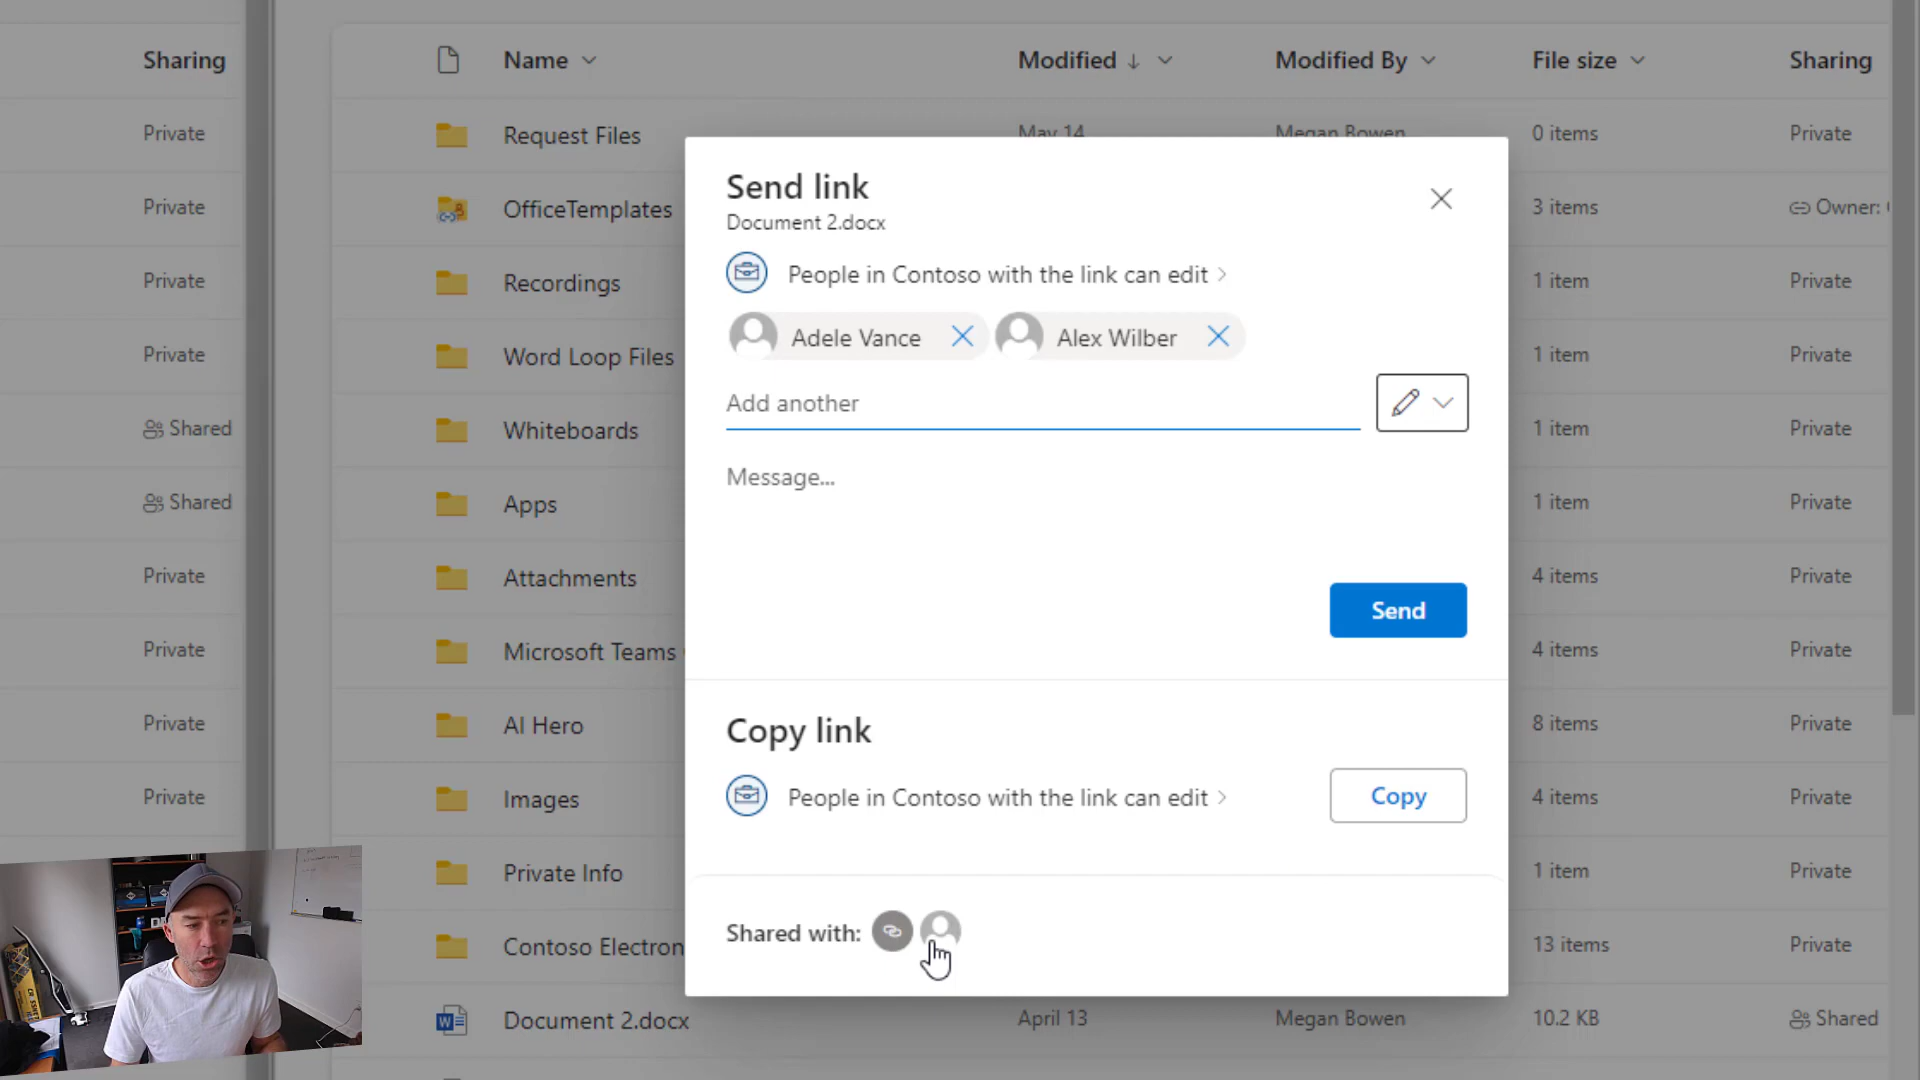 Sharing
Name
Modified
Modified By
File size
Sharing
Private
Request Files
May 14
Megan Bowen
0 items
Private
Private
OfficeTemplates
3 items
Owner:
Private
Recordings
1 item
Private
Private
Word Loop Files
1 item
Private
Shared
Whiteboards
1 item
Private
Shared
Apps
1 item
Private
Private
Attachments
4 items
Private
Private
Microsoft Teams
4 items
Private
Private
AI Hero
8 items
Private
Private
Images
4 items
Private
Private Info
1 item
Private
Contoso Electron
13 items
Private
Document 2.docx
April 13
Megan Bowen
10.2 KB
Shared
Send link
Document 2.docx
People in Contoso with the link can edit
Adele Vance
Alex Wilber
Add another
Message...
Send
Copy link
People in Contoso with the link can edit
Copy
Shared with: